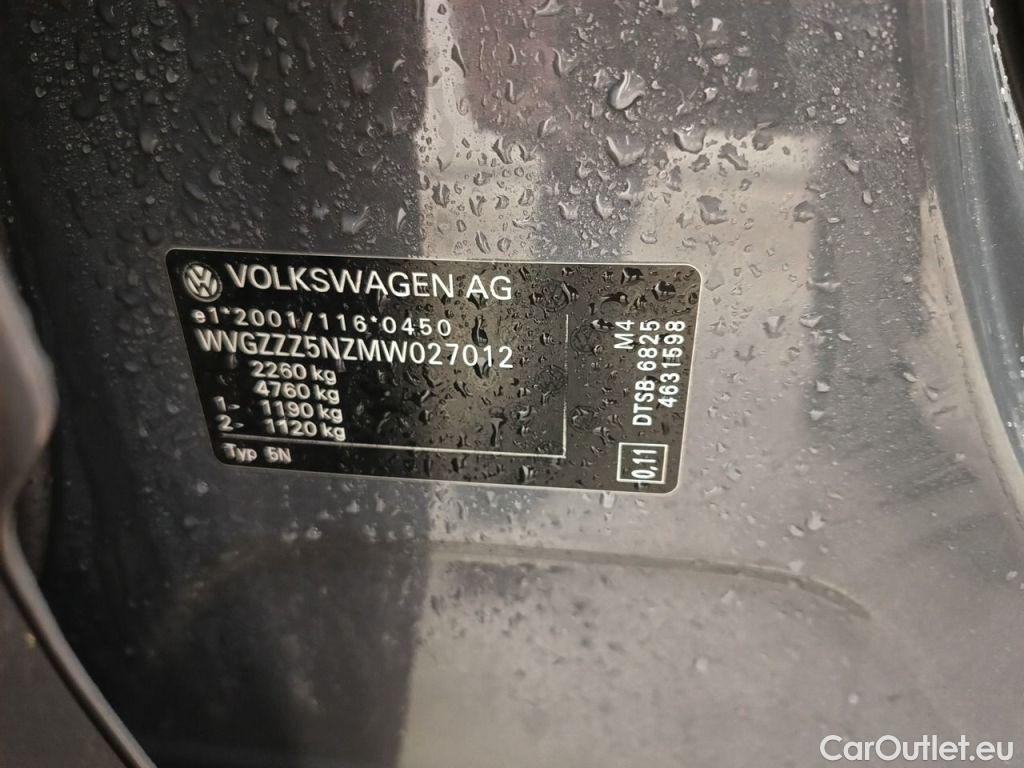 VOLKSWAGEN AG
e1*2001/116*0450
WVGZZZ5NZMW027012
2260 kg
4760 kg
1- 1190 kg
2- 1120 kg
Typ 5N
M4
DTSB 6825
4631598
0,11
CarOutlet.eu